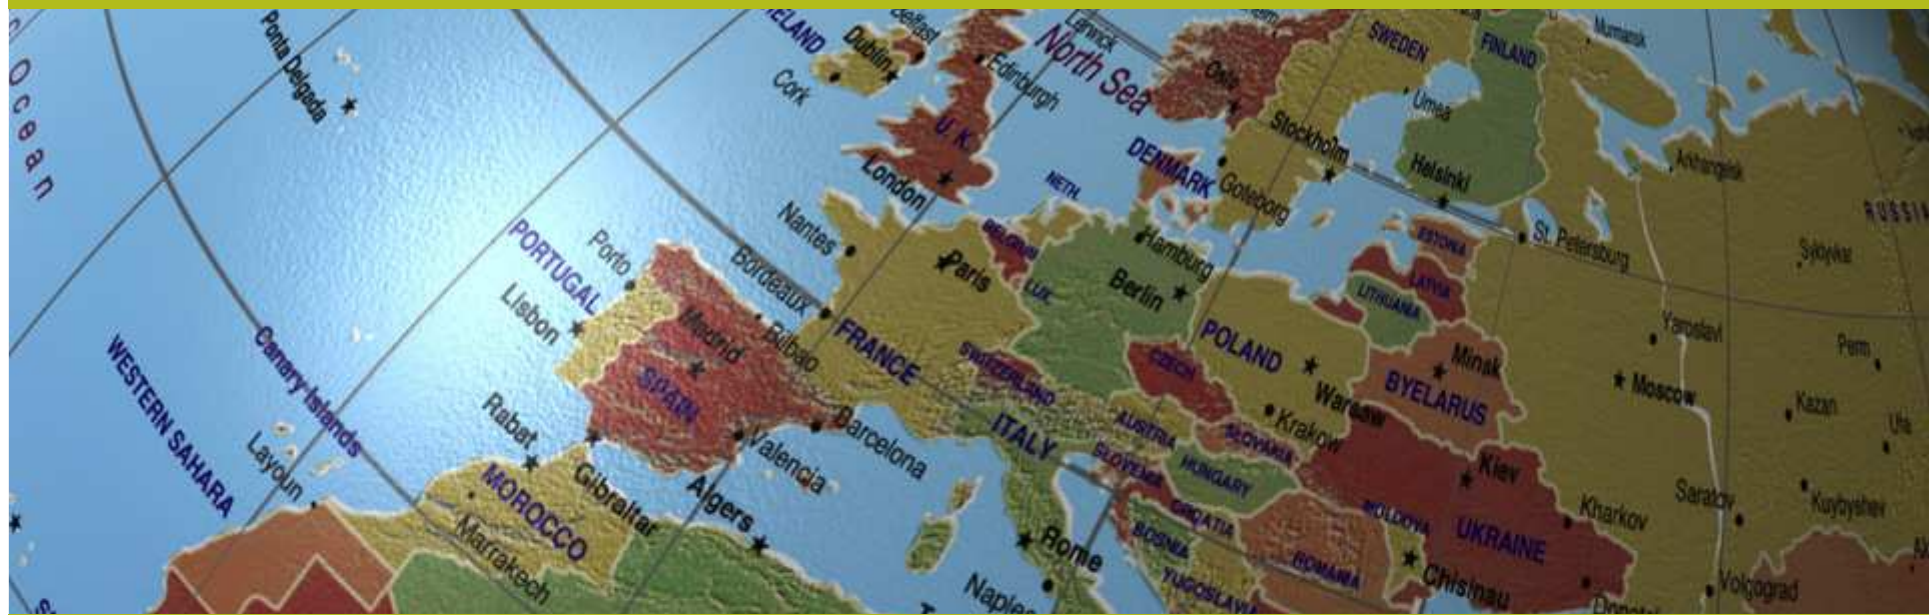 Ocean
Ponta Delgada
Belfast
Dublin
Cork
Edinburgh
North Sea
Lerwick
U.K.
London
Oslo
SWEDEN
FINLAND
Murmansk
Umea
Stockholm
Helsinki
DENMARK
Goteborg
NETH.
Arkhangelsk
Nantes
Paris
BELGIUM
LUX.
Hamburg
Berlin
ESTONIA
LATVIA
LITHUANIA
St. Petersburg
Syktyvkar
PORTUGAL
Porto
Lisbon
Bordeaux
Bilbao
Madrid
SPAIN
FRANCE
SWITZERLAND
CZECH
POLAND
Warsaw
Krakow
Minsk
BYELARUS
Yaroslavl
Moscow
Perm
Kazan
Ufa
WESTERN SAHARA
Canary Islands
Layoun
Rabat
MOROCCO
Marrakech
Gibraltar
Algers
Valencia
Barcelona
ITALY
AUSTRIA
SLOVAKIA
SLOVENIA
HUNGARY
CROATIA
BOSNIA
YUGOSLAVIA
ROMANIA
MOLDOVA
Chisinau
Kiev
UKRAINE
Kharkov
Saratov
Kuybyshev
Volgograd
Rome